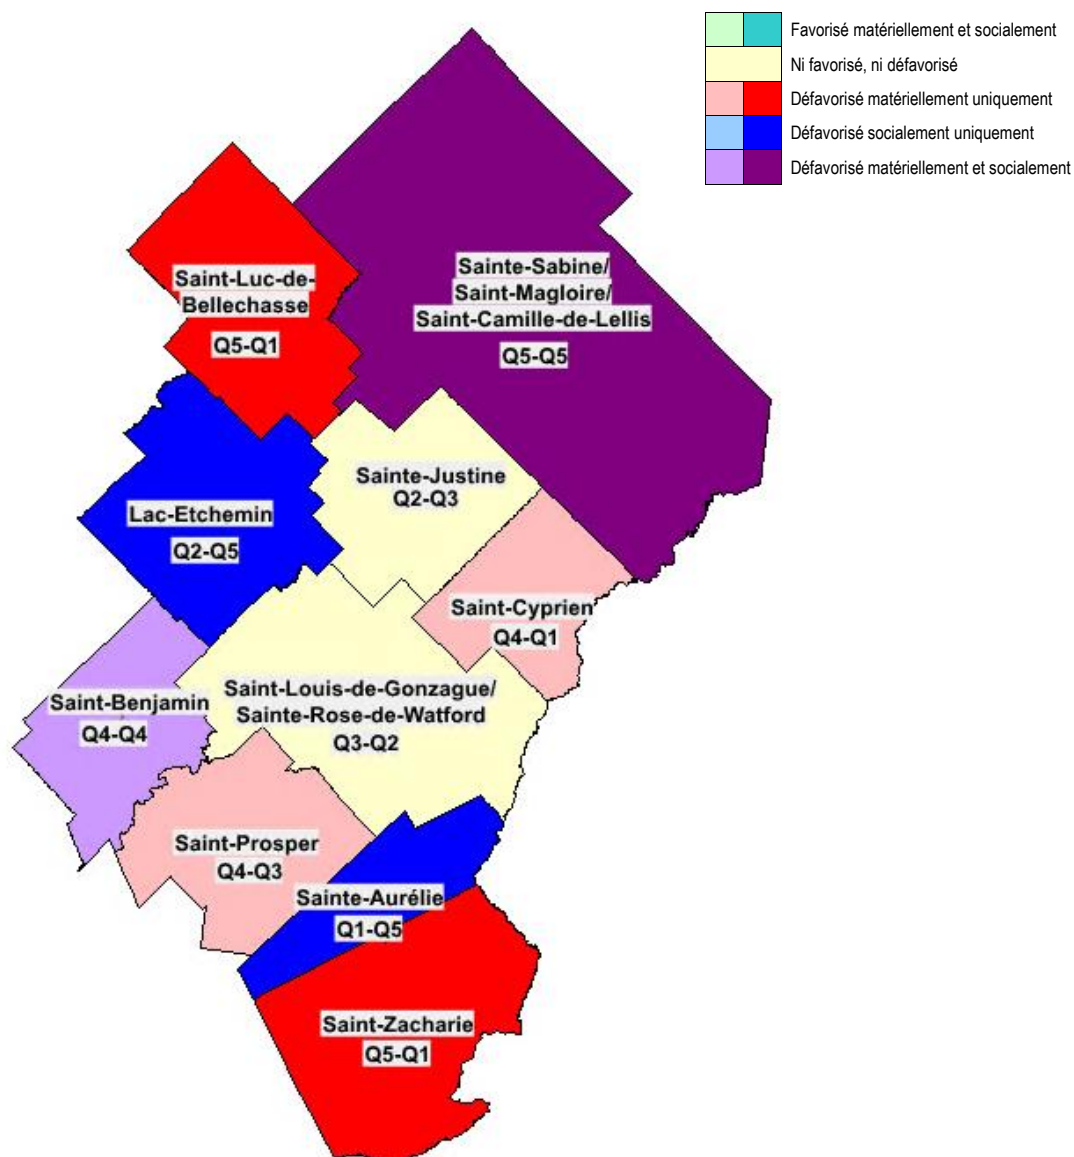 Favorisé matériellement et socialement
Ni favorisé, ni défavorisé
Défavorisé matériellement uniquement
Défavorisé socialement uniquement
Défavorisé matériellement et socialement
Saint-Luc-de-
Bellechasse
Q5-Q1
Sainte-Sabine/
Saint-Magloire/
Saint-Camille-de-Lellis
Q5-Q5
Sainte-Justine
Q2-Q3
Lac-Etchemin
Q2-Q5
Saint-Cyprien
Q4-Q1
Saint-Benjamin
Q4-Q4
Saint-Louis-de-Gonzague/
Sainte-Rose-de-Watford
Q3-Q2
Saint-Prosper
Q4-Q3
Sainte-Aurélie
Q1-Q5
Saint-Zacharie
Q5-Q1